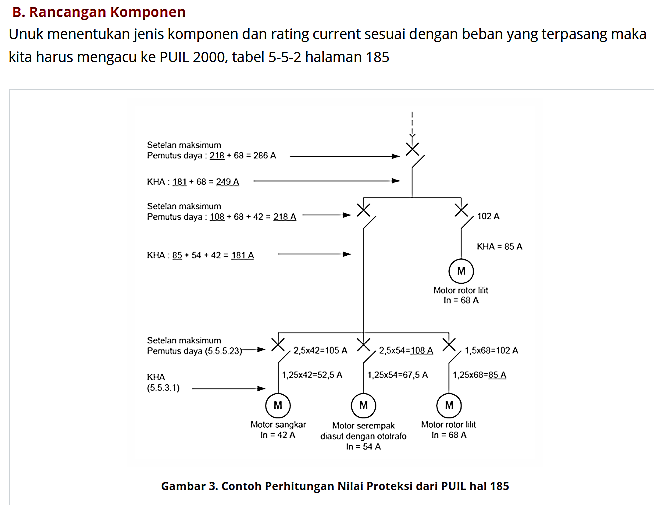 B. Rancangan Komponen
Unuk menentukan jenis komponen dan rating current sesuai dengan beban yang terpasang maka
kita harus mengacu ke PUIL 2000, tabel 5-5-2 halaman 185
Setelan maksimum
Pemutus daya : 218 + 68 = 286 A
KHA : 181 + 68 = 249 A
Setelan maksimum
Pemutus daya : 108 + 68 + 42 = 218 A
102 A
KHA = 85 A
KHA : 85 + 54 + 42 = 181 A
M
Motor rotor lilit
In = 68 A
Setelan maksimum
Pemutus daya (5.5.5.23)
2,5x42=105 A
2,5x54=108 A
1,5x68=102 A
KHA
(5.5.3.1)
1,25x42=52,5 A
1,25x54=67,5 A
1,25x68=85 A
M
M
M
Motor sangkar
In = 42 A
Motor serempak
diasut dengan ototrafo
In = 54 A
Motor rotor lilit
In = 68 A
Gambar 3. Contoh Perhitungan Nilai Proteksi dari PUIL hal 185